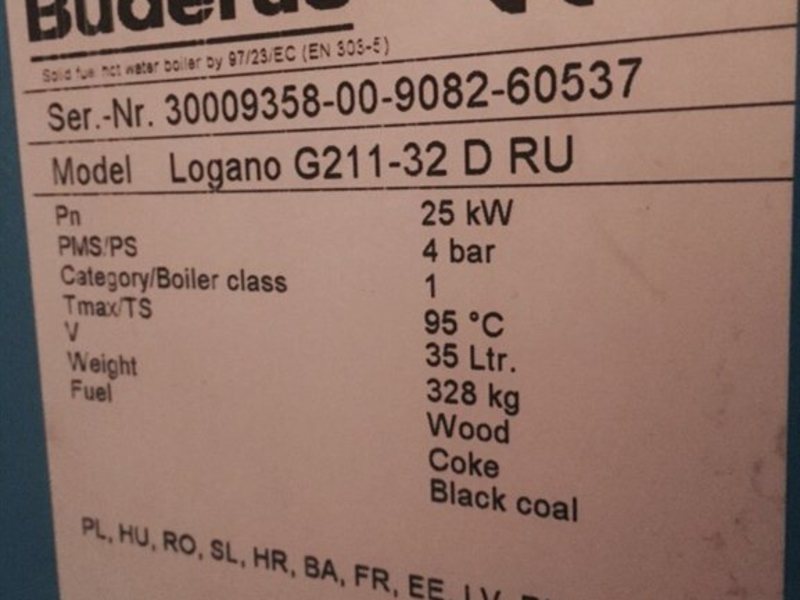 Buderus
Solid fuel hot water boiler by 97/23/EC (EN 303-5)
Ser.-Nr. 30009358-00-9082-60537
Model Logano G211-32 D RU
Pn 25 kW
PMS/PS 4 bar
Category/Boiler class 1
Tmax/TS 95 °C
V 35 Ltr.
Weight 328 kg
Fuel Wood
Coke
Black coal
PL, HU, RO, SL, HR, BA, FR, EE, LV,